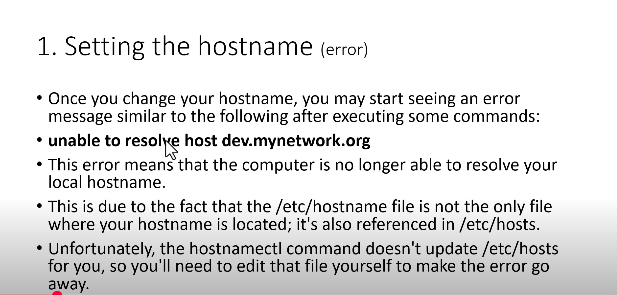 1. Setting the hostname (error)
• Once you change your hostname, you may start seeing an error
message similar to the following after executing some commands:
• unable to resolve host dev.mynetwork.org
• This error means that the computer is no longer able to resolve your
local hostname.
• This is due to the fact that the /etc/hostname file is not the only file
where your hostname is located; it's also referenced in /etc/hosts.
• Unfortunately, the hostnamectl command doesn't update /etc/hosts
for you, so you'll need to edit that file yourself to make the error go
away.